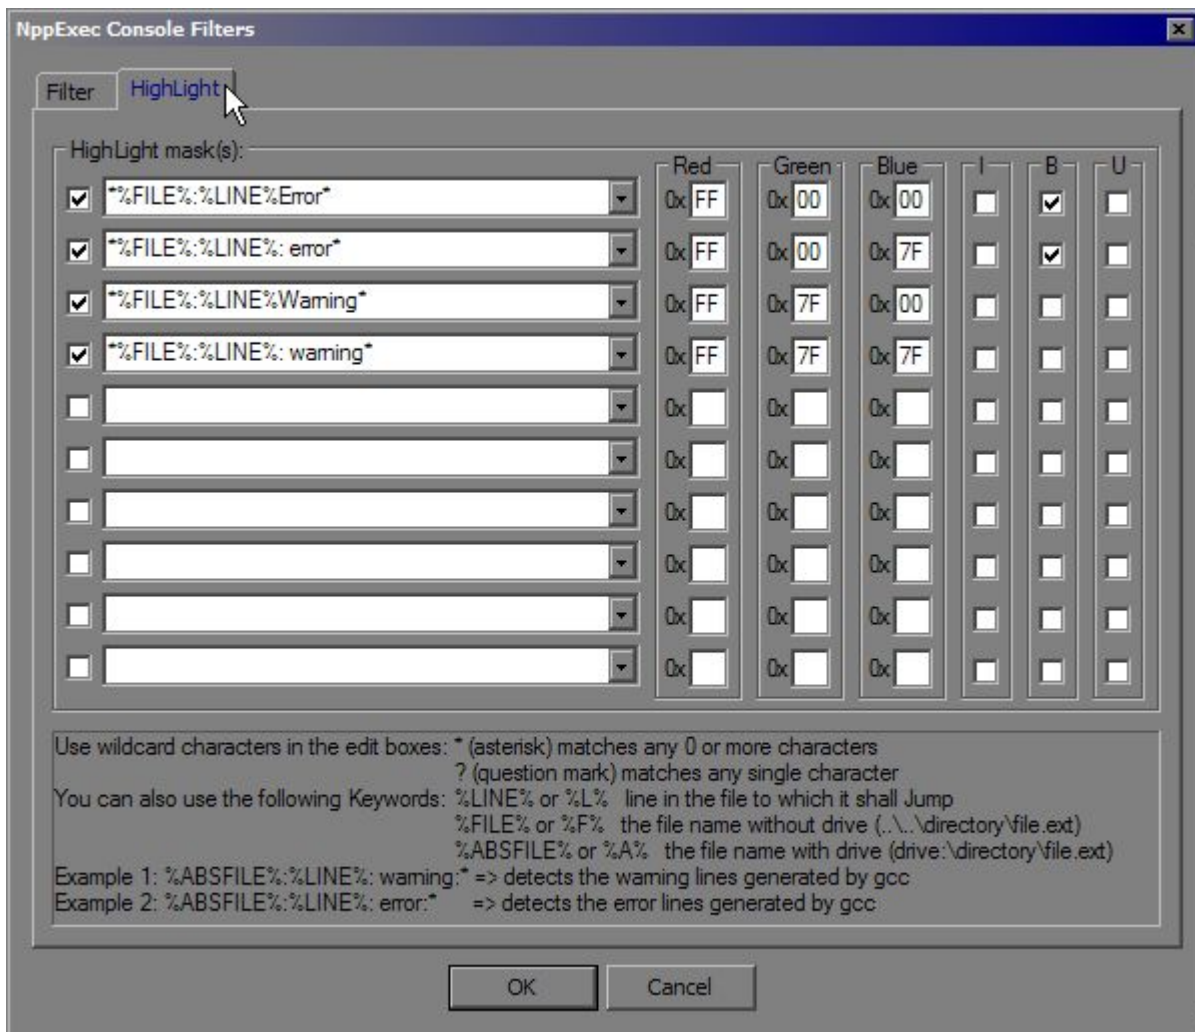 NppExec Console Filters
Filter HighLight
HighLight mask(s): Red Green Blue I B U
*%FILE%:%LINE%Error* 0x FF 0x 00 0x 00
*%FILE%:%LINE%: error* 0x FF 0x 00 0x 7F
*%FILE%:%LINE%Warning* 0x FF 0x 7F 0x 00
*%FILE%:%LINE%: warning* 0x FF 0x 7F 0x 7F
0x 0x 0x
0x 0x 0x
0x 0x 0x
0x 0x 0x
0x 0x 0x
0x 0x 0x
Use wildcard characters in the edit boxes: * (asterisk) matches any 0 or more characters
? (question mark) matches any single character
You can also use the following Keywords: %LINE% or %L% line in the file to which it shall Jump
%FILE% or %F% the file name without drive (..\..\directory\file.ext)
%ABSFILE% or %A% the file name with drive (drive:\directory\file.ext)
Example 1: %ABSFILE%:%LINE%: warning:* => detects the warning lines generated by gcc
Example 2: %ABSFILE%:%LINE%: error:* => detects the error lines generated by gcc
OK Cancel